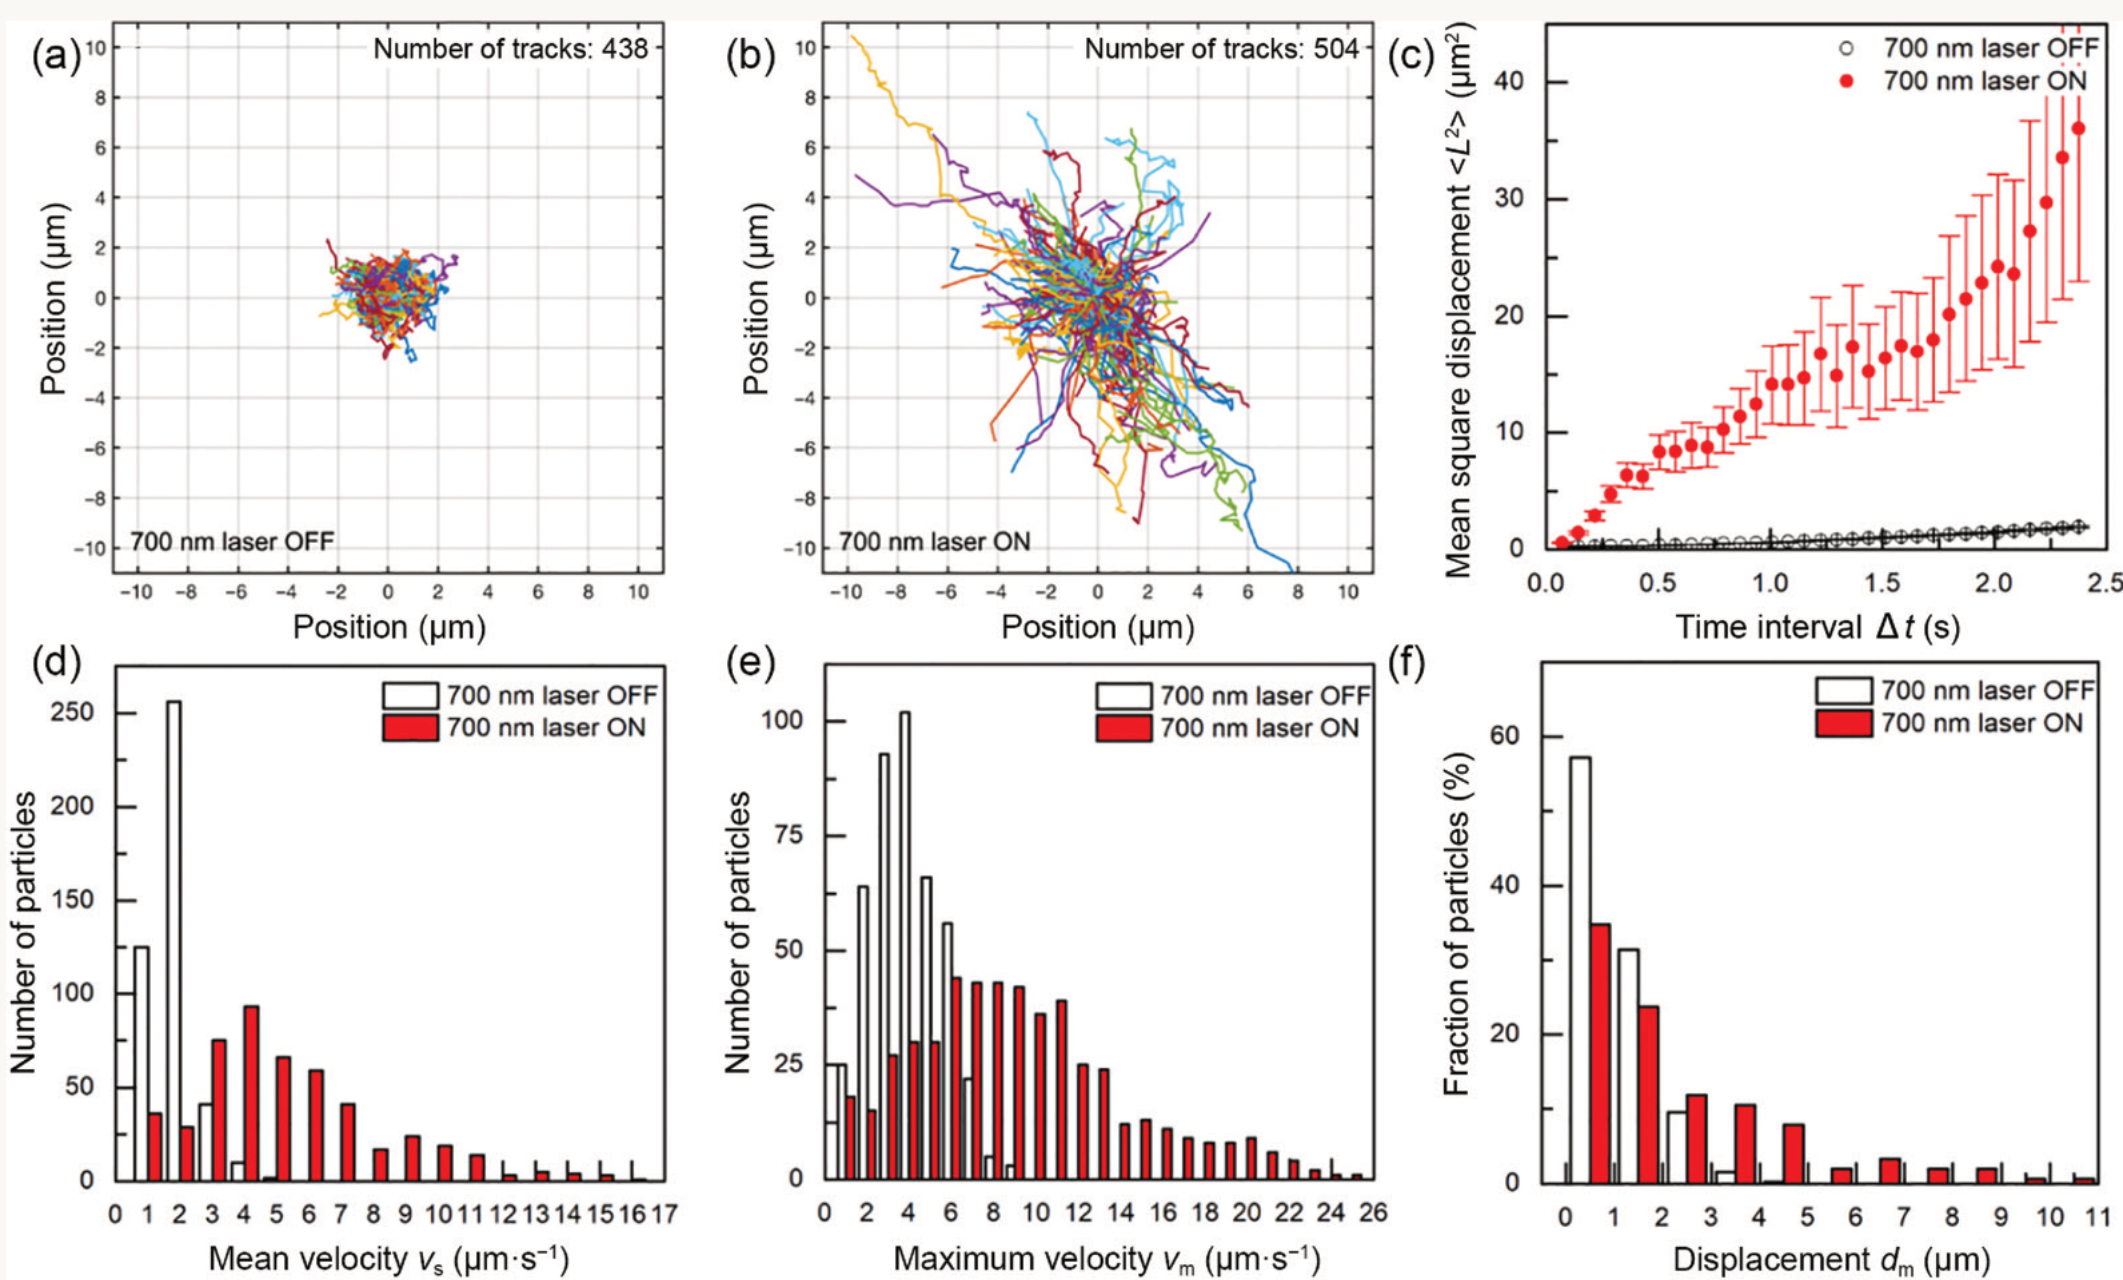 (a)
Number of tracks: 438
10
8
6
4
2
0
−2
−4
−6
−8
−10
Position (μm)
700 nm laser OFF
−10 −8 −6 −4 −2 0 2 4 6 8 10
Position (μm)
(b)
Number of tracks: 504
10
8
6
4
2
0
−2
−4
−6
−8
−10
Position (μm)
700 nm laser ON
−10 −8 −6 −4 −2 0 2 4 6 8 10
Position (μm)
(c)
700 nm laser OFF
700 nm laser ON
40
30
20
10
0
Mean square displacement <L²> (μm²)
0.0 0.5 1.0 1.5 2.0 2.5
Time interval Δt (s)
(d)
700 nm laser OFF
700 nm laser ON
250
200
150
100
50
0
Number of particles
0 1 2 3 4 5 6 7 8 9 10 11 12 13 14 15 16 17
Mean velocity vs (μm·s⁻¹)
(e)
700 nm laser OFF
700 nm laser ON
100
75
50
25
0
Number of particles
0 2 4 6 8 10 12 14 16 18 20 22 24 26
Maximum velocity vm (μm·s⁻¹)
(f)
700 nm laser OFF
700 nm laser ON
60
40
20
0
Fraction of particles (%)
0 1 2 3 4 5 6 7 8 9 10 11
Displacement dm (μm)